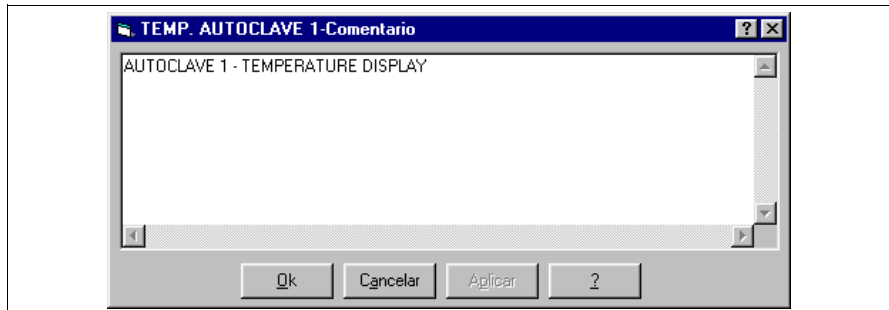 TEMP. AUTOCLAVE 1-Comentario
AUTOCLAVE 1 - TEMPERATURE DISPLAY
Ok Cancelar Aplicar ?